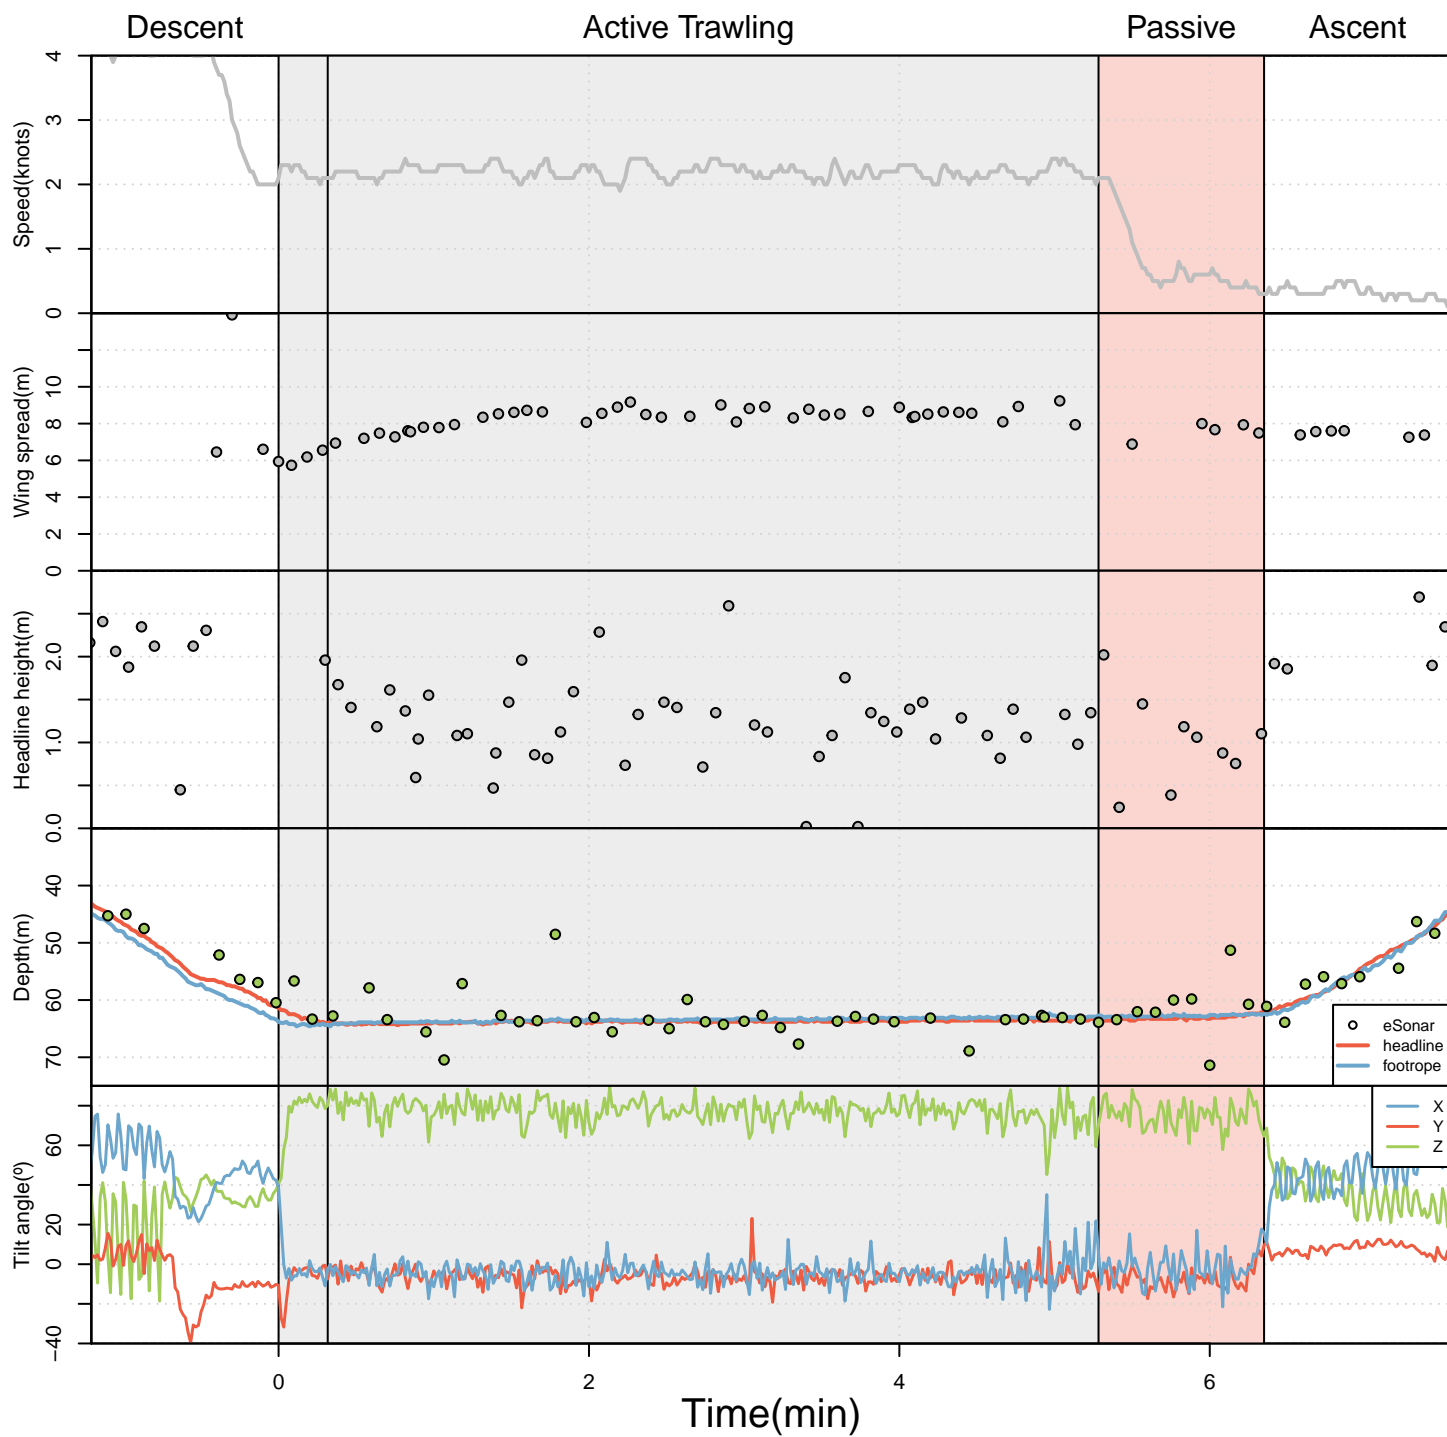 Descent Active Trawling Passive Ascent
Speed(knots)
4
3
2
1
0
Wing spread(m)
10
8
6
4
2
0
Headline height(m)
2.0
1.0
0.0
Depth(m)
40
50
60
70
eSonar
headline
footrope
Tilt angle(º)
60
20
0
−40
X
Y
Z
0 2 4 6
Time(min)